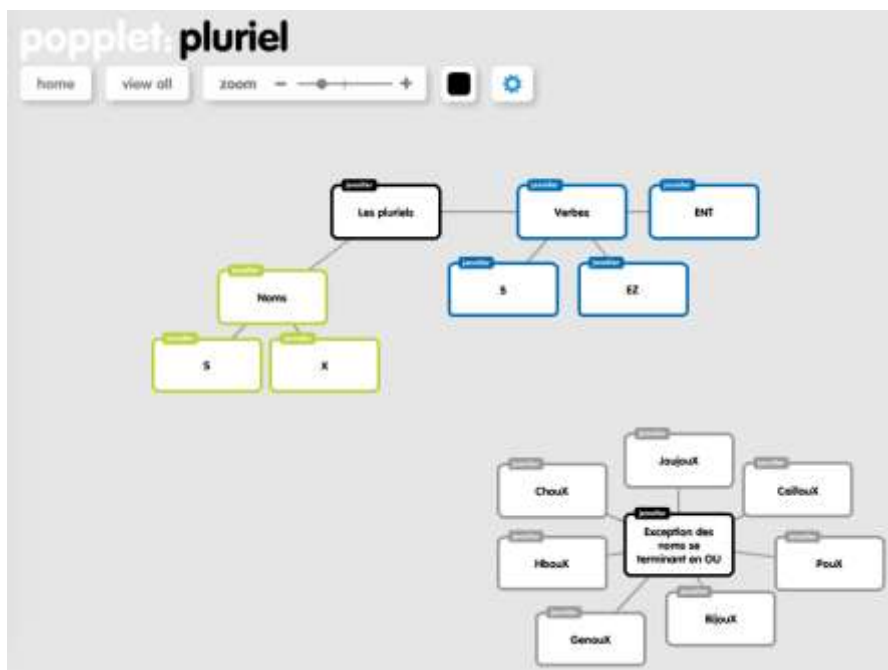 popplet: pluriel
home
view all
zoom - +
Les pluriels
Verbes
ENT
S
EZ
Noms
S
X
JoujouX
ChouX
CaillouX
Exception des
noms se
terminant en OU
HbouX
PouX
BijouX
GenouX